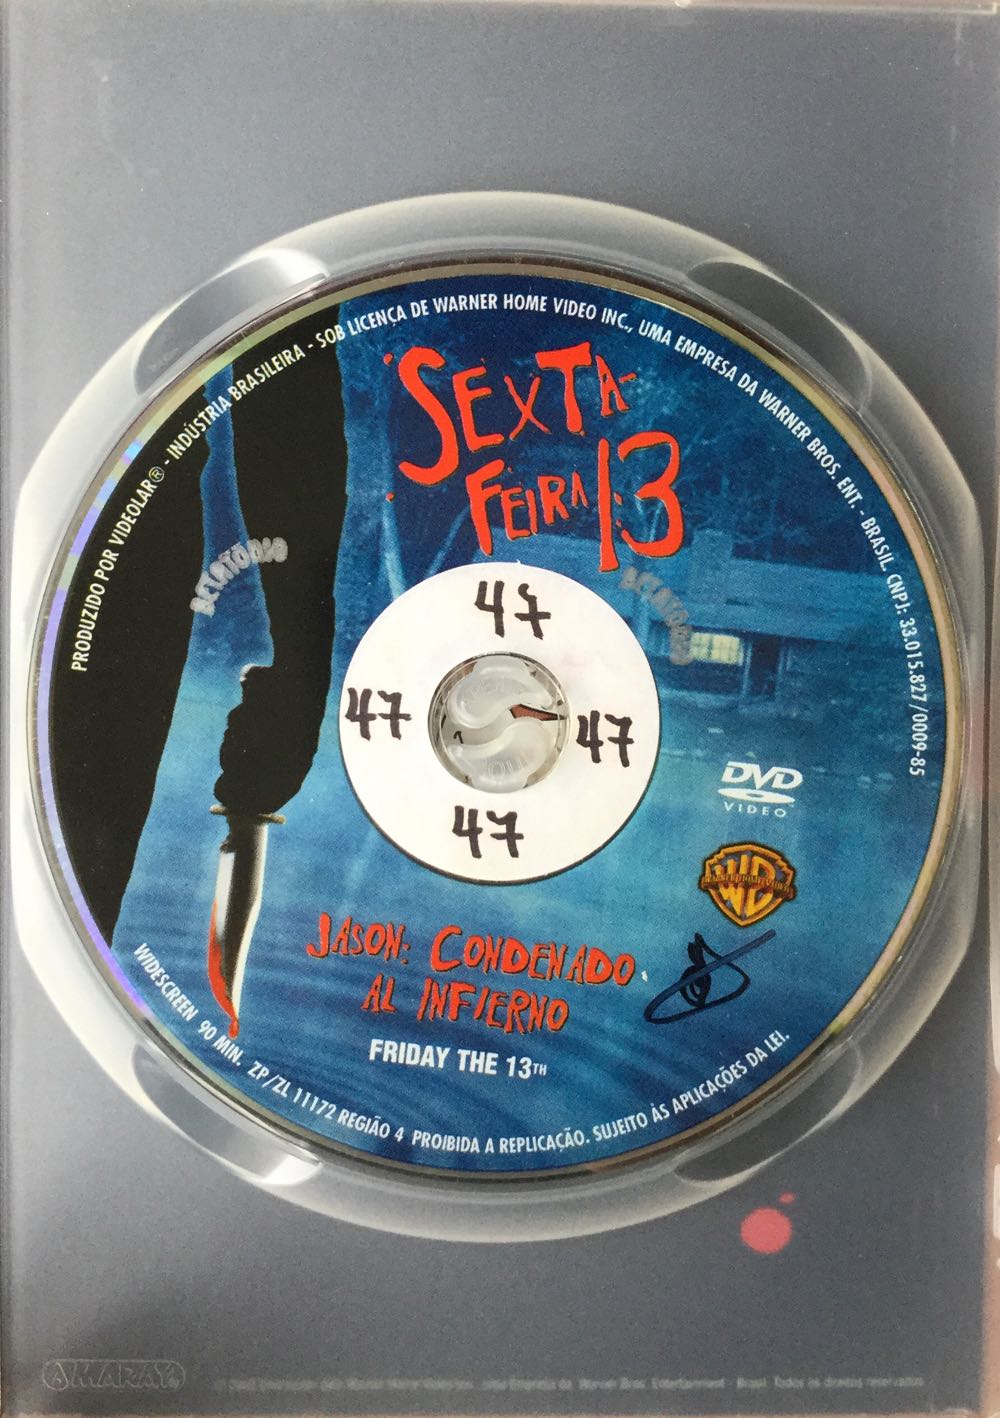 PRODUZIDO POR VIDEOLAR® - INDÚSTRIA BRASILEIRA - SOB LICENÇA DE WARNER HOME VIDEO INC., UMA EMPRESA DA WARNER BROS. ENT. - BRASIL CNPJ: 33.015.827/0009-85
SEXTA-
FEIRA 13
47
47
47
47
DVD
VIDEO
WB
JASON: CONDENADO
AL INFIERNO
FRIDAY THE 13TH
WIDESCREEN 90 MIN. ZP/ZL 11172 REGIÃO 4 PROIBIDA A REPLICAÇÃO. SUJEITO ÀS APLICAÇÕES DA LEI.
AMARAY